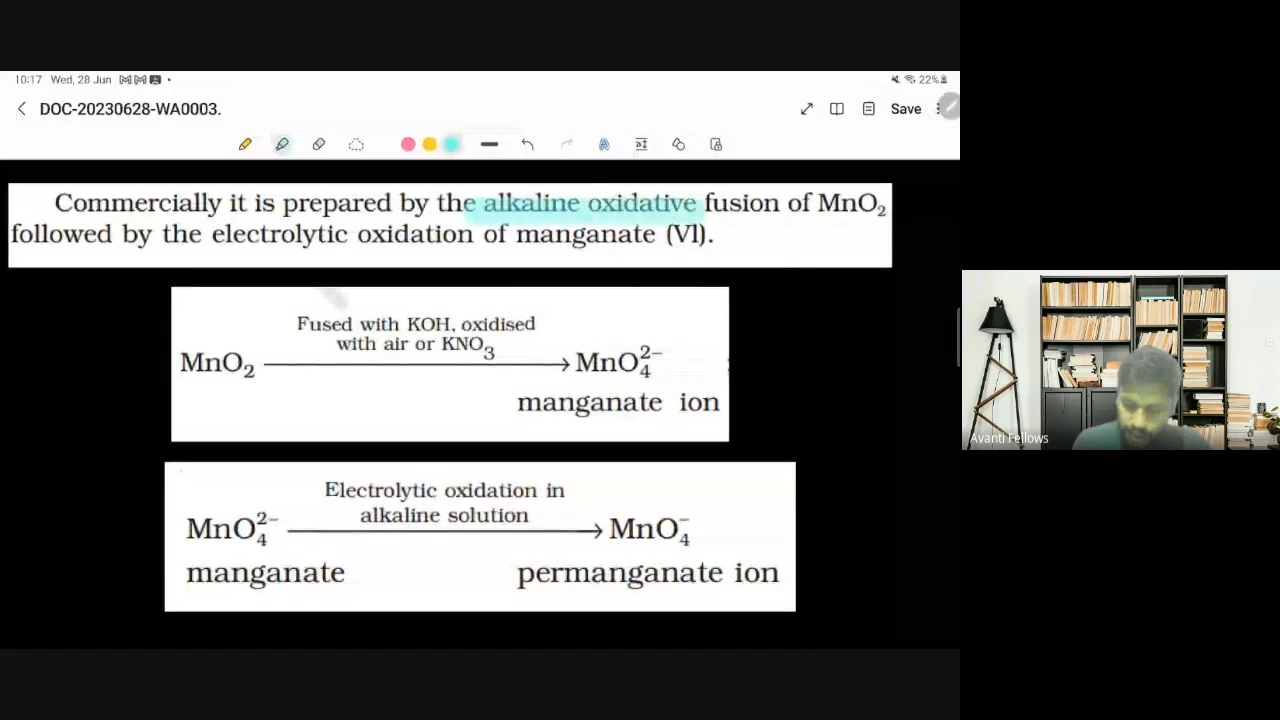 10:17 Wed, 28 Jun
22%
DOC-20230628-WA0003.
Save
Commercially it is prepared by the alkaline oxidative fusion of MnO₂
followed by the electrolytic oxidation of manganate (Vl).
Fused with KOH, oxidised
with air or KNO₃
MnO₂ → MnO₄²⁻
manganate ion
Electrolytic oxidation in
alkaline solution
MnO₄²⁻ → MnO₄⁻
manganate permanganate ion
Avanti Fellows